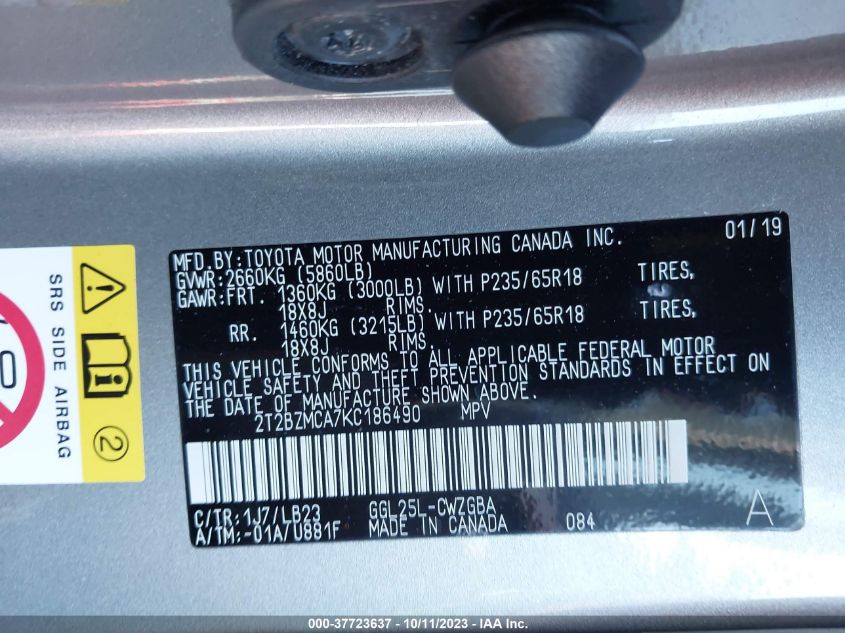 MFD. BY: TOYOTA MOTOR MANUFACTURING CANADA INC. 01/19
GVWR: 2660KG (5860LB)
GAWR: FRT. 1360KG (3000LB) WITH P235/65R18 TIRES,
18X8J RIMS.
RR. 1460KG (3215LB) WITH P235/65R18 TIRES,
18X8J RIMS.
THIS VEHICLE CONFORMS TO ALL APPLICABLE FEDERAL MOTOR
VEHICLE SAFETY AND THEFT PREVENTION STANDARDS IN EFFECT ON
THE DATE OF MANUFACTURE SHOWN ABOVE.
2T2BZMCA7KC186490 MPV
C/TR: 1J7/LB23 GGL25L-CWZGBA
A/TM: -01A/U881F MADE IN CANADA 084 A
SRS SIDE AIRBAG
2
000-37723637 - 10/11/2023 - IAA Inc.